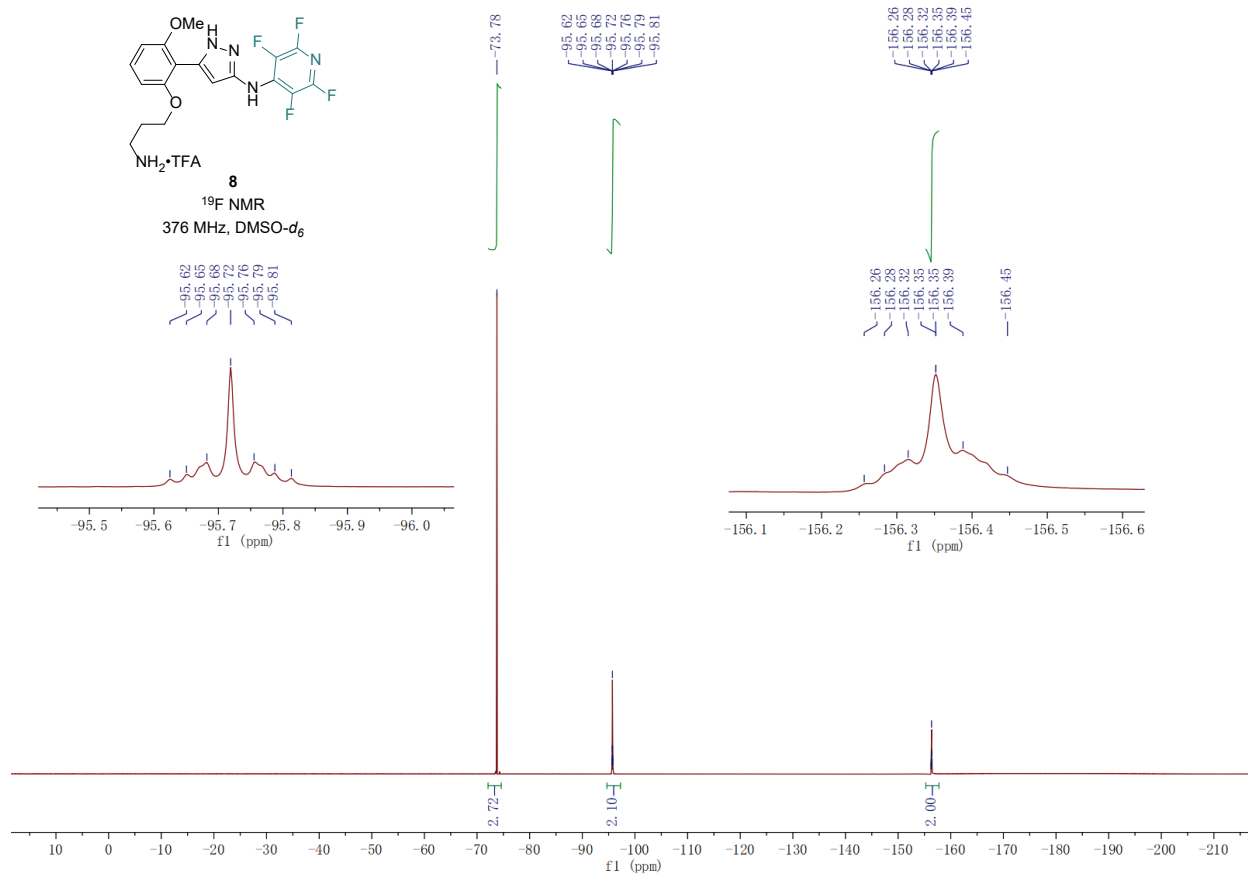 OMe
H
N
N
F
F
N
F
F
N
H
O
NH2•TFA
8
19F NMR
376 MHz, DMSO-d6
-73.78
-95.62
-95.65
-95.68
-95.72
-95.76
-95.79
-95.81
-156.26
-156.28
-156.32
-156.35
-156.39
-156.45
-95.62
-95.65
-95.68
-95.72
-95.76
-95.79
-95.81
-95.5 -95.6 -95.7 -95.8 -95.9 -96.0
f1 (ppm)
-156.26
-156.28
-156.32
-156.35
-156.35
-156.39
-156.45
-156.1 -156.2 -156.3 -156.4 -156.5 -156.6
f1 (ppm)
2.72
2.10
2.00
10 0 -10 -20 -30 -40 -50 -60 -70 -80 -90 -100 -110 -120 -130 -140 -150 -160 -170 -180 -190 -200 -210
f1 (ppm)